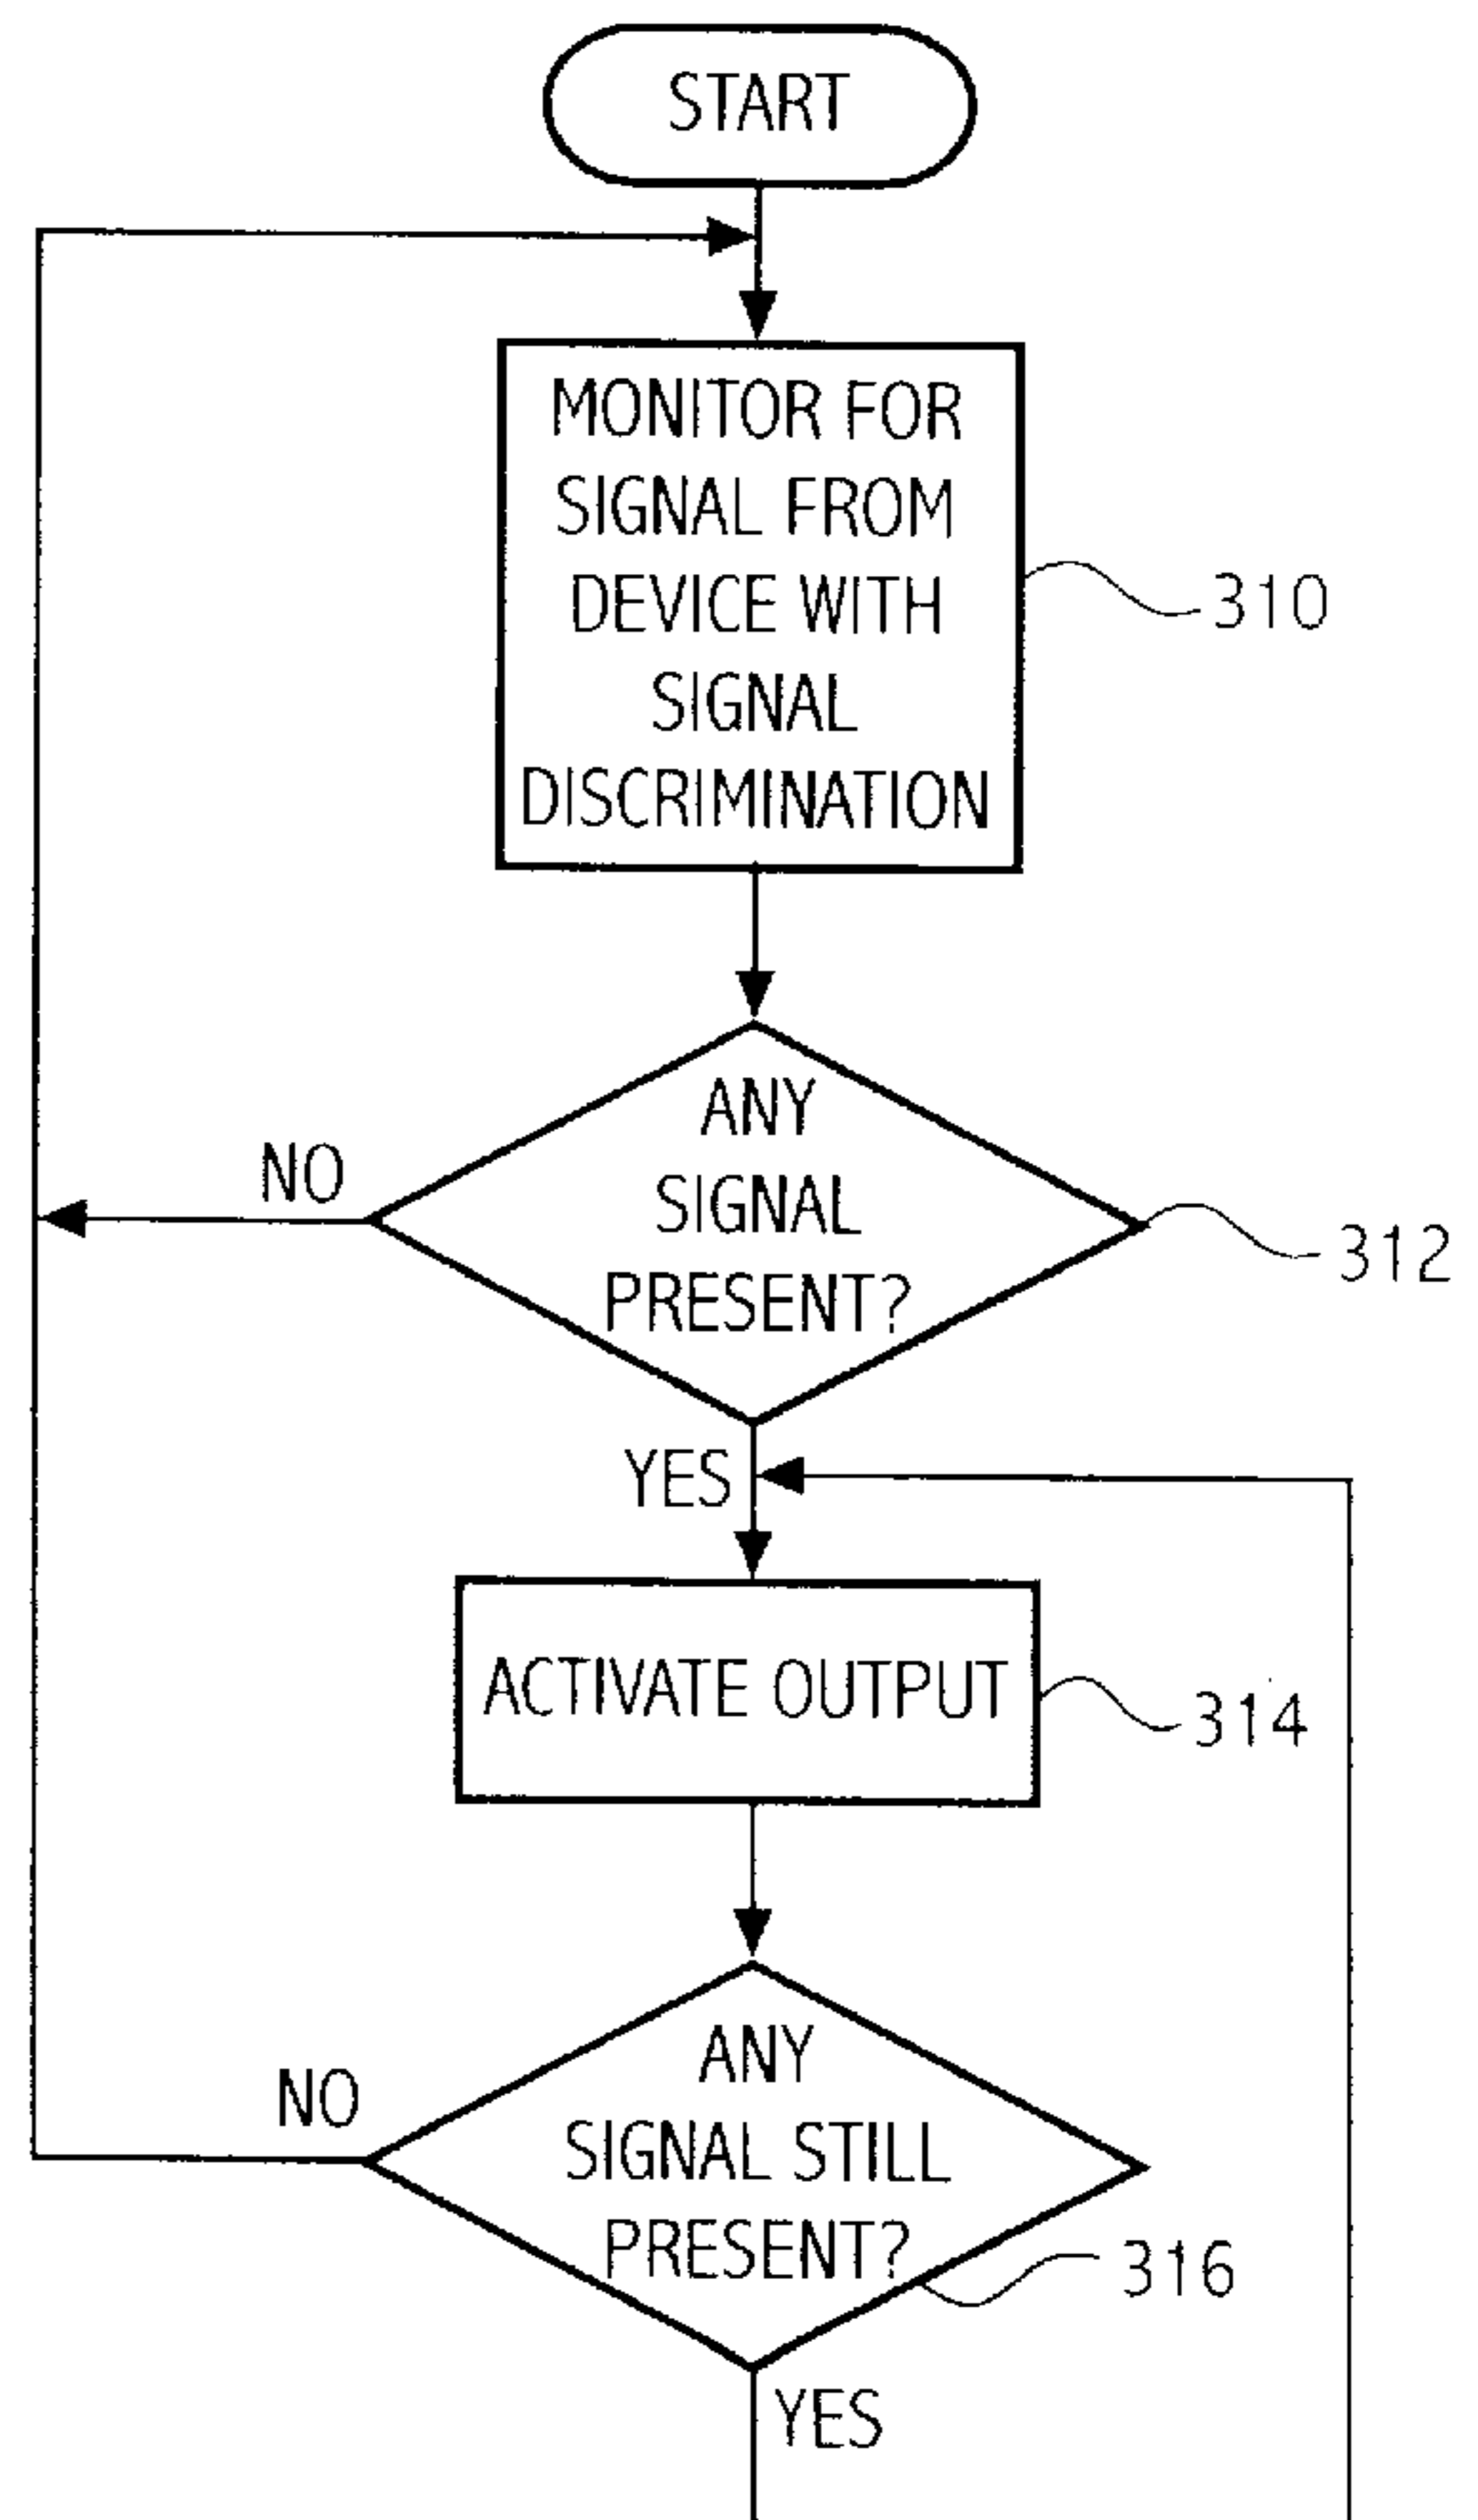 START
MONITOR FOR
SIGNAL FROM
DEVICE WITH
SIGNAL
DISCRIMINATION
310
ANY
SIGNAL
PRESENT?
NO
312
YES
ACTIVATE OUTPUT
314
ANY
SIGNAL STILL
PRESENT?
NO
316
YES